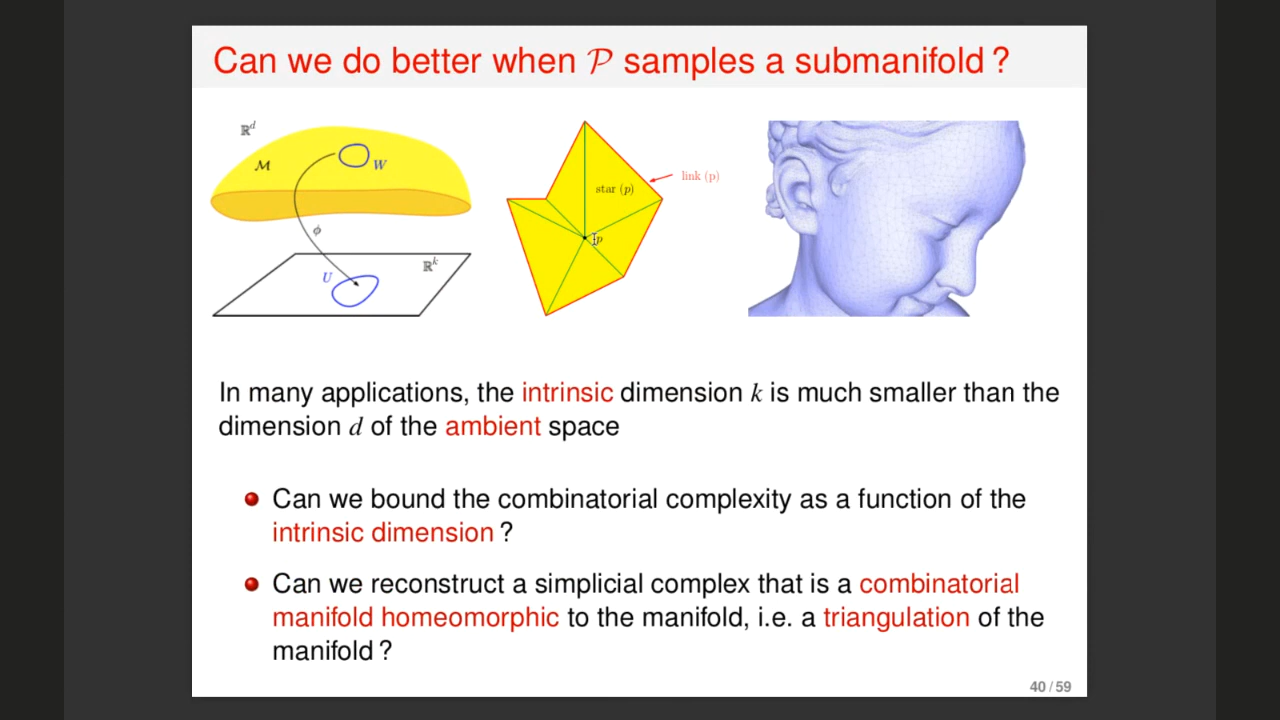 Can we do better when 𝒫 samples a submanifold ?
ℝᵈ
ℳ
W
ϕ
U
ℝᵏ
star (p)
link (p)
p
In many applications, the intrinsic dimension k is much smaller than the
dimension d of the ambient space
Can we bound the combinatorial complexity as a function of the
intrinsic dimension ?
Can we reconstruct a simplicial complex that is a combinatorial
manifold homeomorphic to the manifold, i.e. a triangulation of the
manifold ?
40 / 59